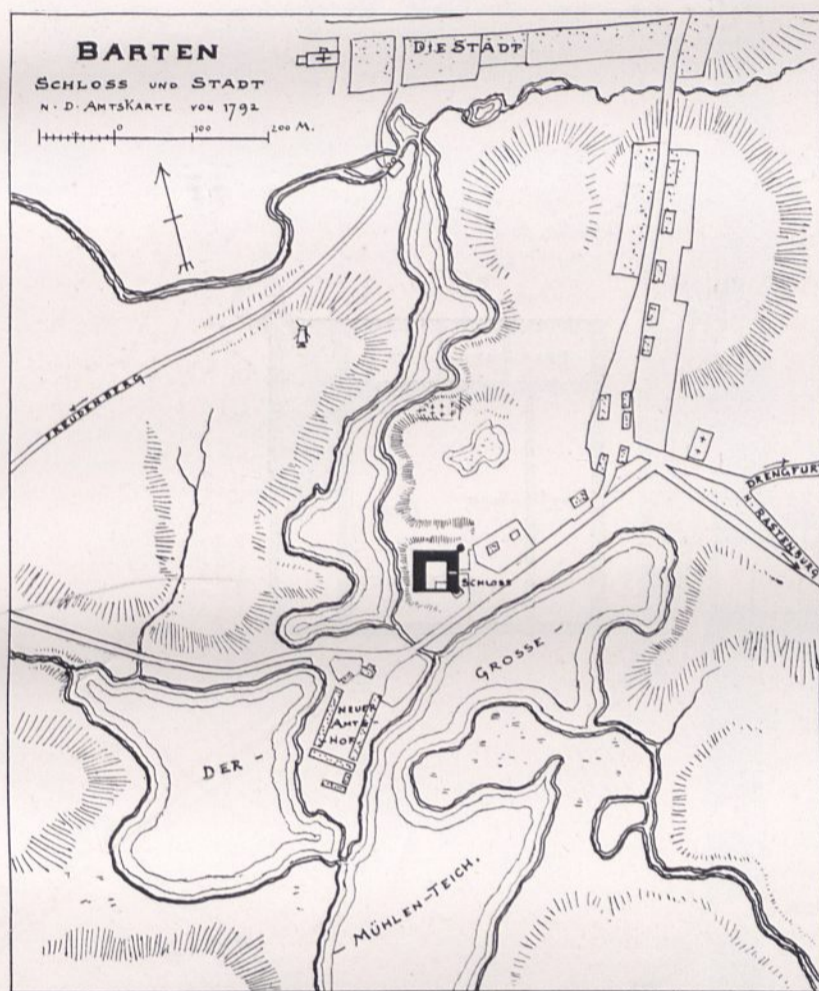 BARTEN
SCHLOSS UND STADT
N. D. AMTSKARTE VON 1792
0 100 200 M.
DIE STADT
FREUDENBERG
DRENGFURT
N. RASTENBURG
SCHLOSS
GROSSE –
NEUER
AMTS-
HOF
DER –
– MÜHLEN-TEICH.